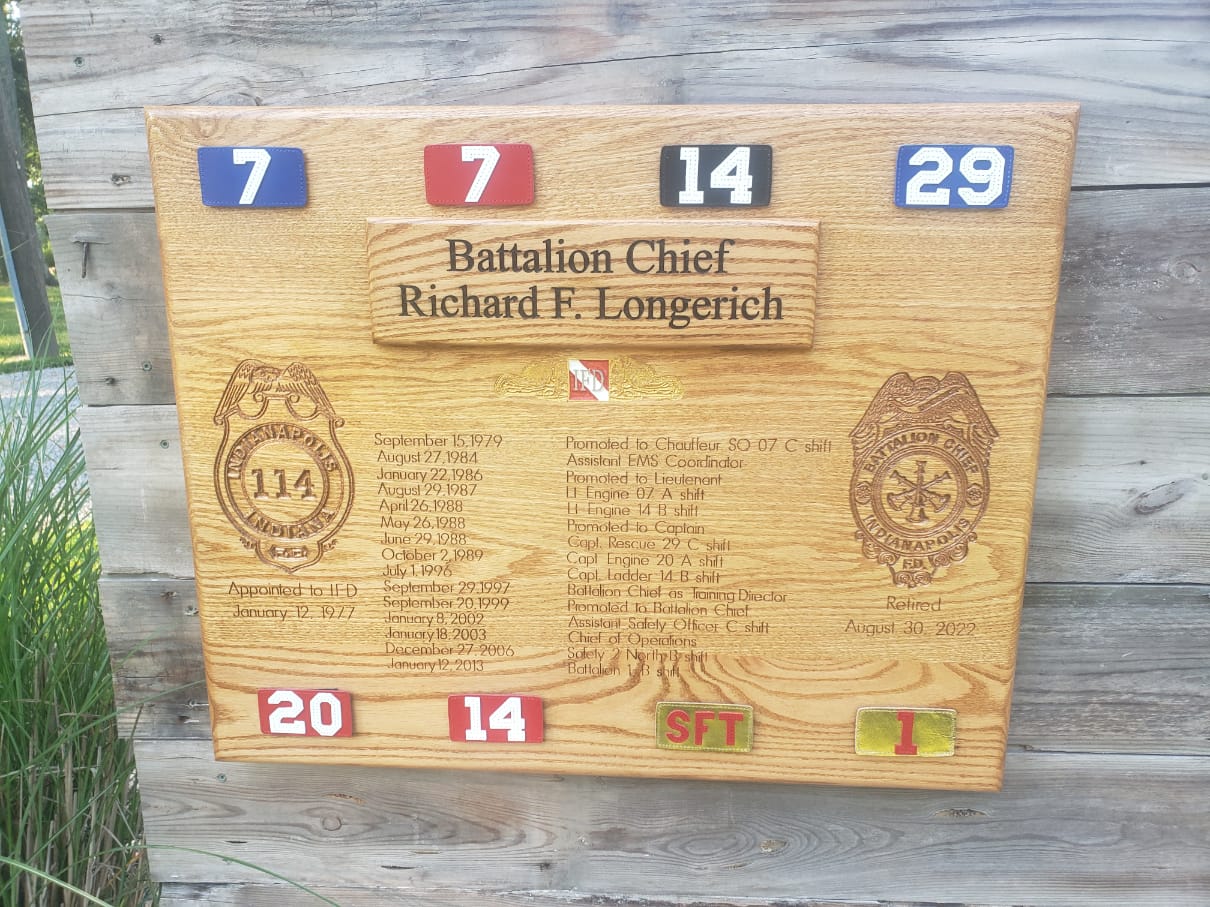 7 7 14 29
Battalion Chief
Richard F. Longerich
IFD
INDIANAPOLIS
114
INDIANA
Appointed to IFD
January 12, 1977
September 15,1979 Promoted to Chauffeur SQ 07 C shift
August 27,1984 Assistant EMS Coordinator
January 22,1986 Promoted to Lieutenant
August 29,1987 Lt Engine 07 A shift
April 26,1988 Lt Engine 14 B shift
May 26,1988 Promoted to Captain
June 29,1988 Capt. Rescue 29 C shift
October 2,1989 Capt Engine 20 A shift
July 1,1996 Capt. Ladder 14 B shift
September 29,1997 Battalion Chief as Training Director
September 20,1999 Promoted to Battalion Chief
January 8, 2002 Assistant Safety Officer C shift
January 18, 2003 Chief of Operations
December 27, 2006 Safety 2 North B shift
January 12, 2013 Battalion 1 B shift
BATTALION CHIEF
INDIANAPOLIS
F.D.
Retired
August 30, 2022
20 14 SFT 1